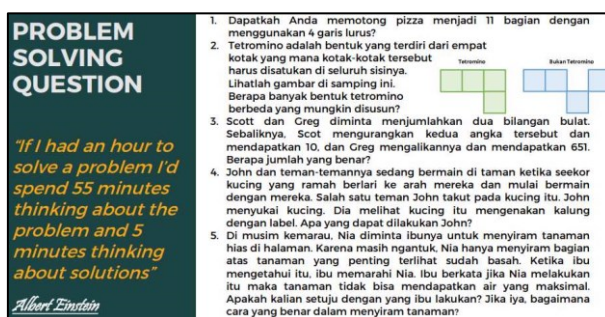 PROBLEM
SOLVING
QUESTION
"If I had an hour to
solve a problem I'd
spend 55 minutes
thinking about the
problem and 5
minutes thinking
about solutions"
Albert Einstein
1. Dapatkah Anda memotong pizza menjadi 11 bagian dengan
menggunakan 4 garis lurus?
2. Tetromino adalah bentuk yang terdiri dari empat
kotak yang mana kotak-kotak tersebut
harus disatukan di seluruh sisinya.
Lihatlah gambar di samping ini.
Berapa banyak bentuk tetromino
berbeda yang mungkin disusun?
Tetromino
Bukan Tetromino
3. Scott dan Greg diminta menjumlahkan dua bilangan bulat.
Sebaliknya, Scot mengurangkan kedua angka tersebut dan
mendapatkan 10, dan Greg mengalikannya dan mendapatkan 651.
Berapa jumlah yang benar?
4. John dan teman-temannya sedang bermain di taman ketika seekor
kucing yang ramah berlari ke arah mereka dan mulai bermain
dengan mereka. Salah satu teman John takut pada kucing itu. John
menyukai kucing. Dia melihat kucing itu mengenakan kalung
dengan label. Apa yang dapat dilakukan John?
5. Di musim kemarau, Nia diminta ibunya untuk menyiram tanaman
hias di halaman. Karena masih ngantuk, Nia hanya menyiram bagian
atas tanaman yang penting terlihat sudah basah. Ketika ibu
mengetahui itu, ibu memarahi Nia. Ibu berkata jika Nia melakukan
itu maka tanaman tidak bisa mendapatkan air yang maksimal.
Apakah kalian setuju dengan yang ibu lakukan? Jika iya, bagaimana
cara yang benar dalam menyiram tanaman?